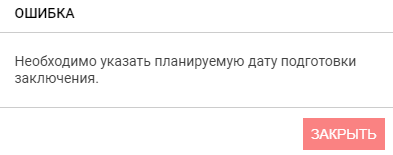 ОШИБКА
Необходимо указать планируемую дату подготовки
заключения.
ЗАКРЫТЬ